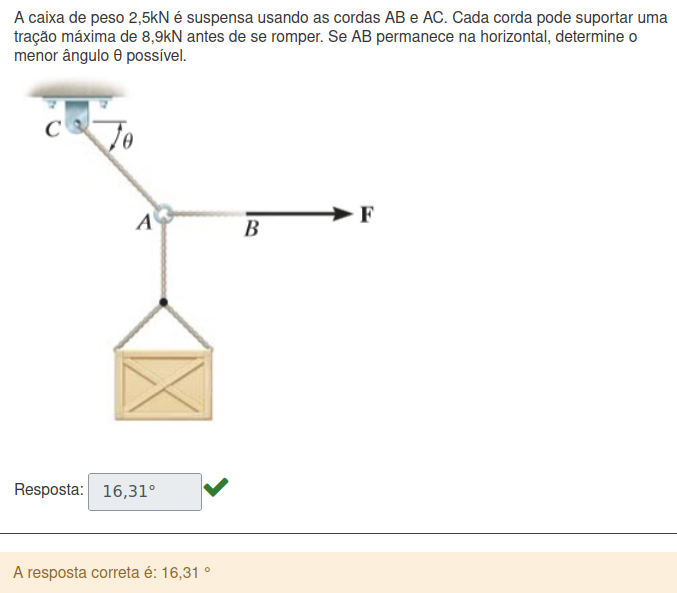 A caixa de peso 2,5kN é suspensa usando as cordas AB e AC. Cada corda pode suportar uma
tração máxima de 8,9kN antes de se romper. Se AB permanece na horizontal, determine o
menor ângulo θ possível.
C
θ
A
B
F
Resposta: 16,31°
A resposta correta é: 16,31 °